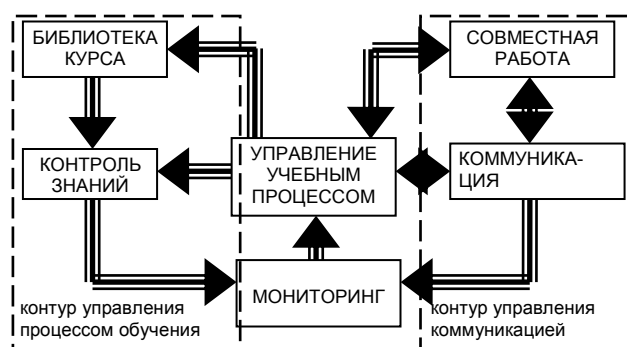 БИБЛИОТЕКА
КУРСА
СОВМЕСТНАЯ
РАБОТА
КОНТРОЛЬ
ЗНАНИЙ
УПРАВЛЕНИЕ
УЧЕБНЫМ
ПРОЦЕССОМ
КОММУНИКА-
ЦИЯ
МОНИТОРИНГ
контур управления
процессом обучения
контур управления
коммуникацией